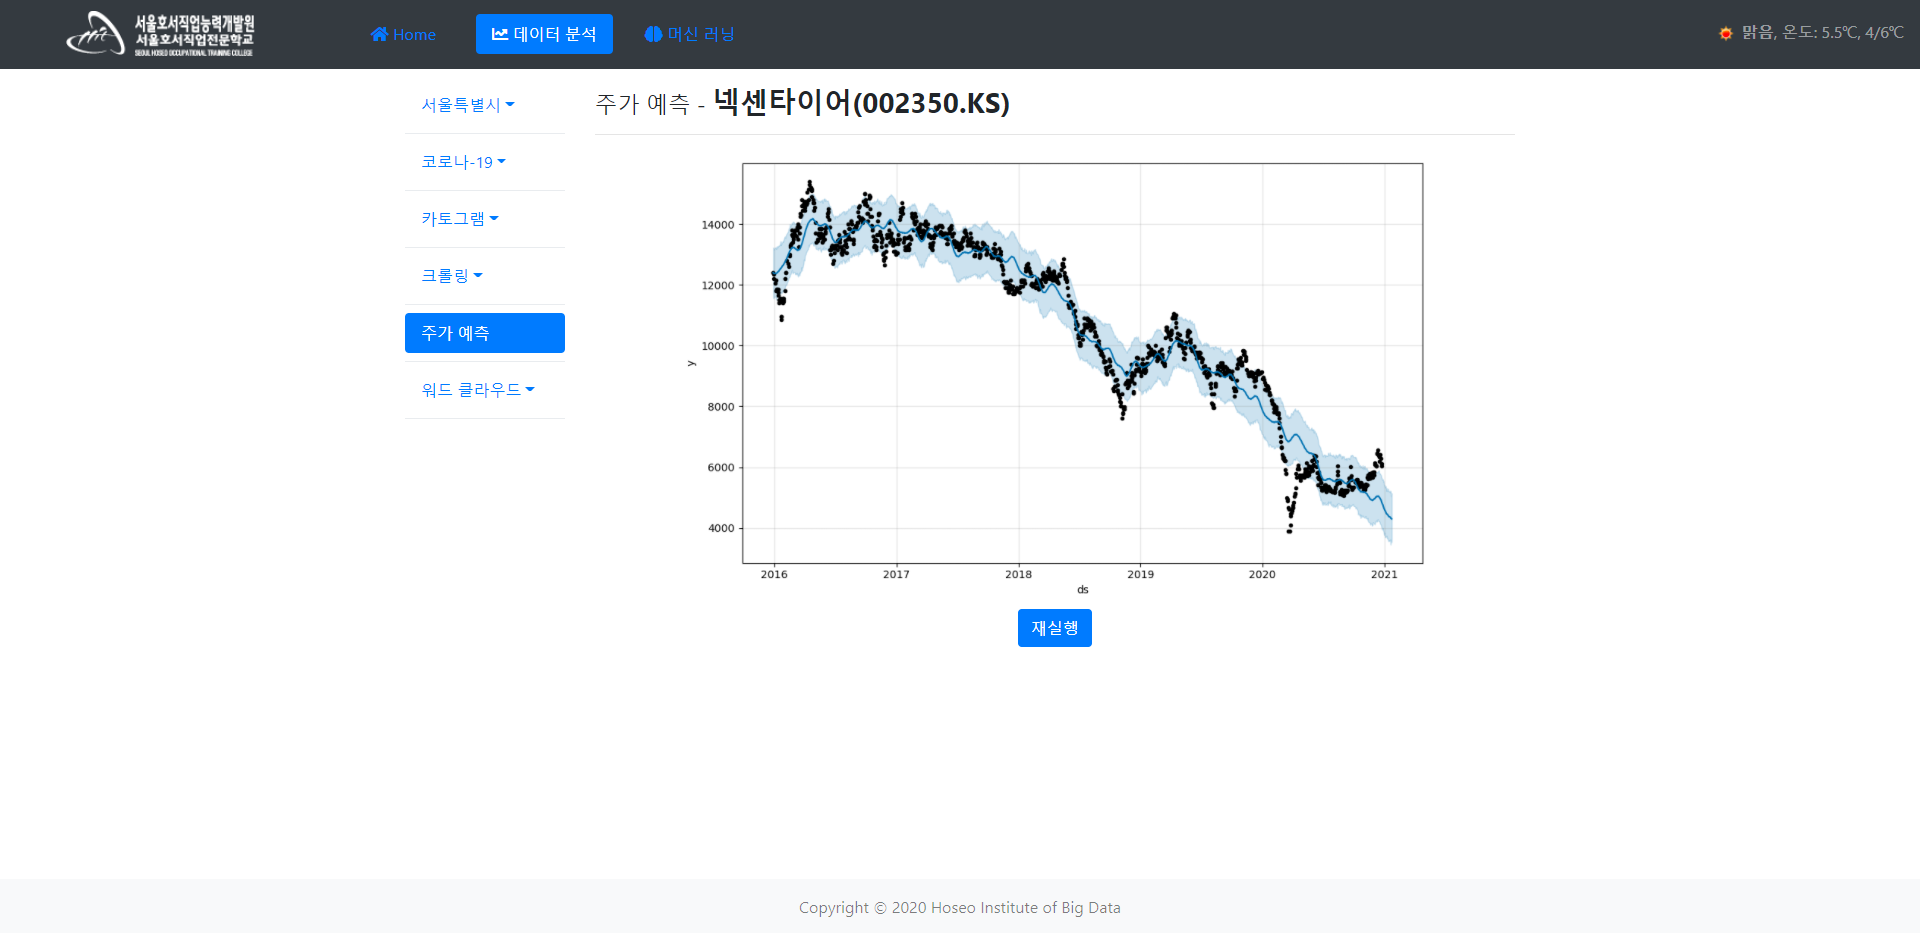 서울호서직업능력개발원
서울호서직업전문학교
SEOUL HOSEO OCCUPATIONAL TRAINING COLLEGE
Home
데이터 분석
머신 러닝
맑음, 온도: 5.5℃, 4/6℃
서울특별시
코로나-19
카토그램
크롤링
주가 예측
워드 클라우드
주가 예측 - 넥센타이어(002350.KS)
14000
12000
10000
8000
6000
4000
y
2016 2017 2018 2019 2020 2021
ds
재실행
Copyright © 2020 Hoseo Institute of Big Data